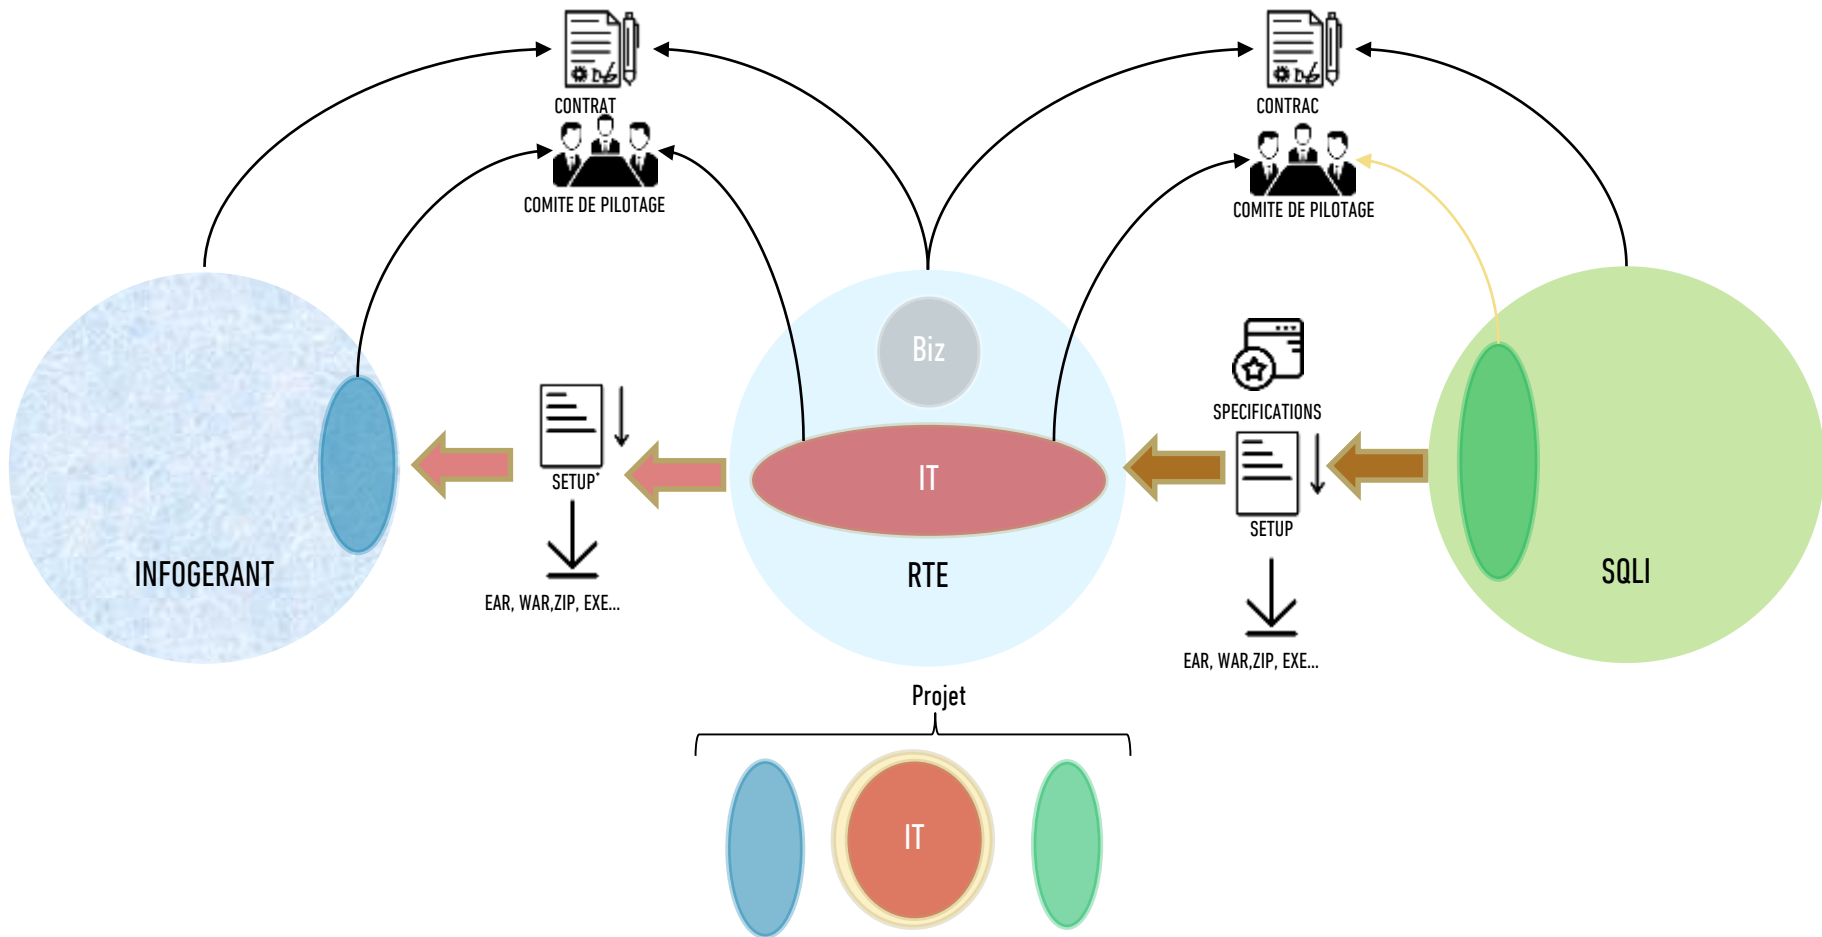 CONTRAT
CONTRAC
COMITE DE PILOTAGE
COMITE DE PILOTAGE
Biz
SPECIFICATIONS
IT
SETUP*
SETUP
INFOGERANT
RTE
SQLI
EAR, WAR,ZIP, EXE...
EAR, WAR,ZIP, EXE...
Projet
IT